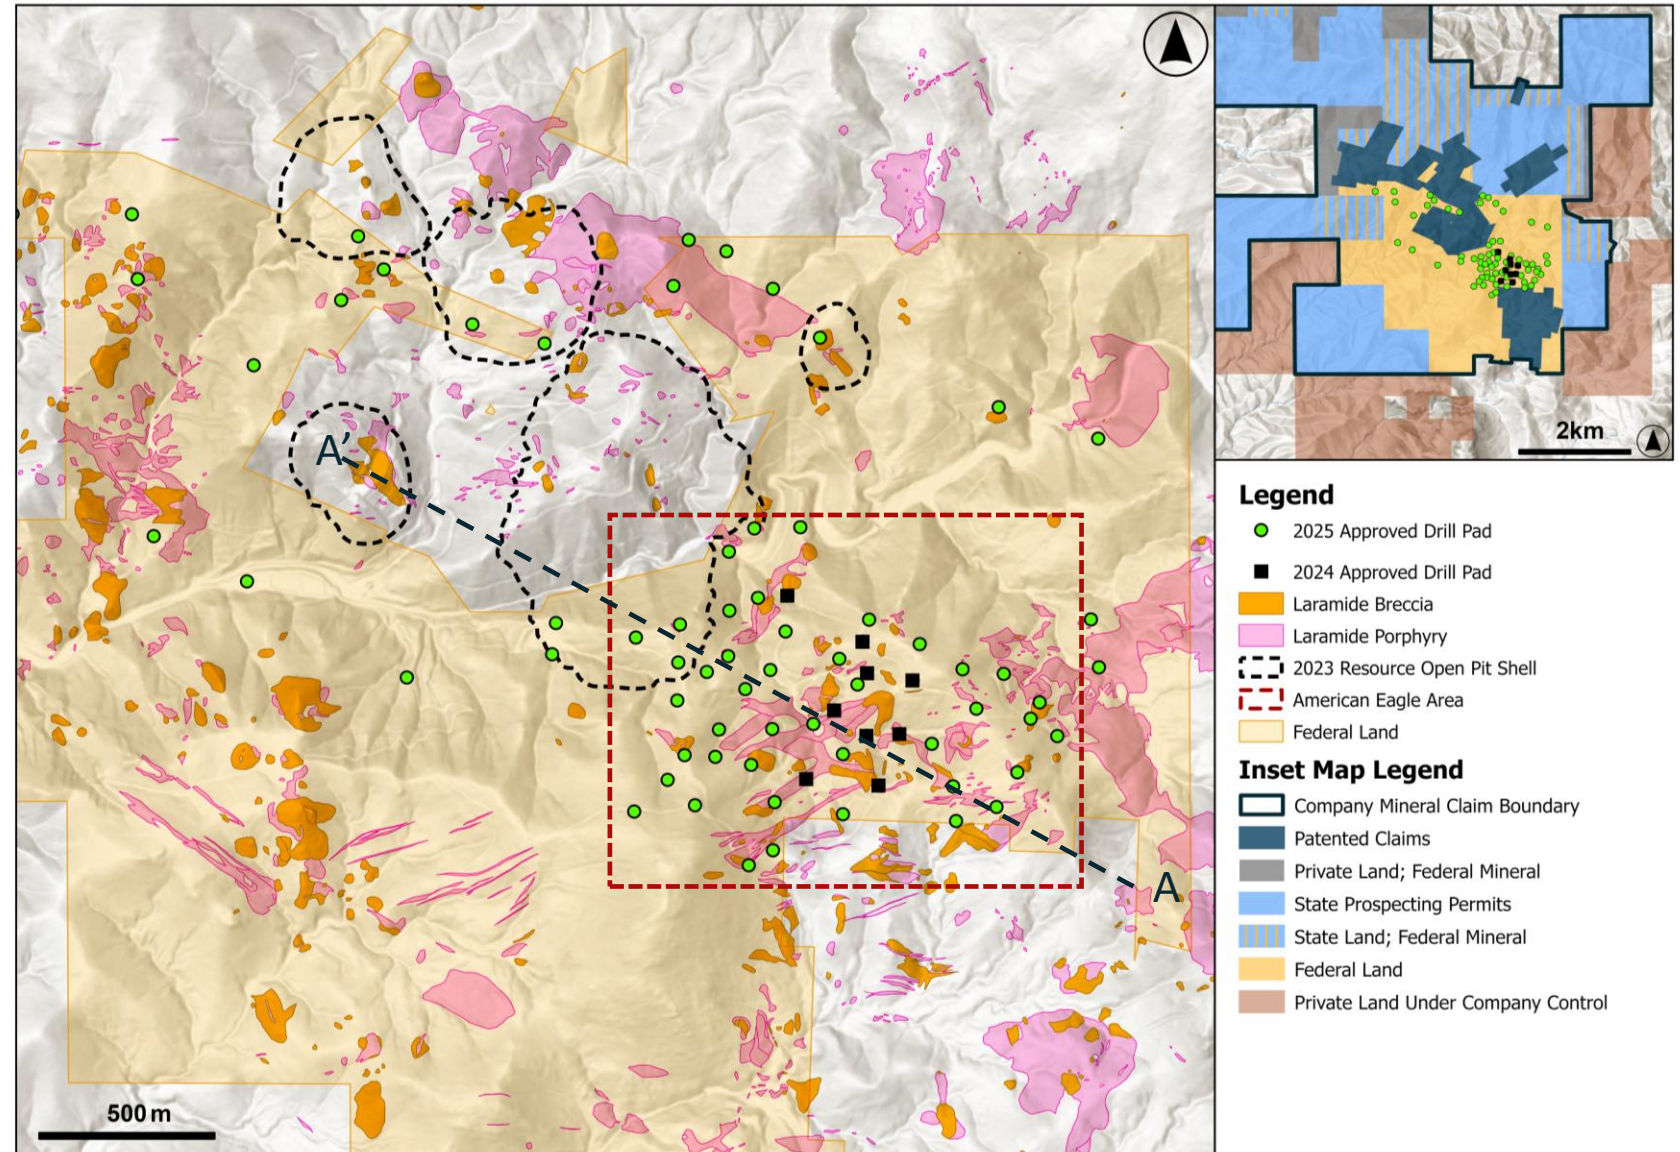 A’
A
500 m
2km
Legend
2025 Approved Drill Pad
2024 Approved Drill Pad
Laramide Breccia
Laramide Porphyry
2023 Resource Open Pit Shell
American Eagle Area
Federal Land
Inset Map Legend
Company Mineral Claim Boundary
Patented Claims
Private Land; Federal Mineral
State Prospecting Permits
State Land; Federal Mineral
Federal Land
Private Land Under Company Control